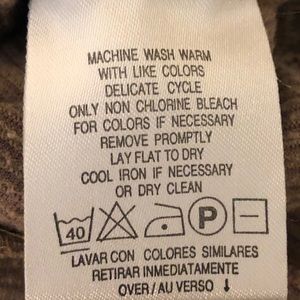 MACHINE WASH WARM
WITH LIKE COLORS
DELICATE CYCLE
ONLY NON CHLORINE BLEACH
FOR COLORS IF NECESSARY
REMOVE PROMPTLY
LAY FLAT TO DRY
COOL IRON IF NECESSARY
OR DRY CLEAN
40 P
LAVAR CON COLORES SIMILARES
RETIRAR INMEDIATAMENTE
OVER/AU VERSO ↓